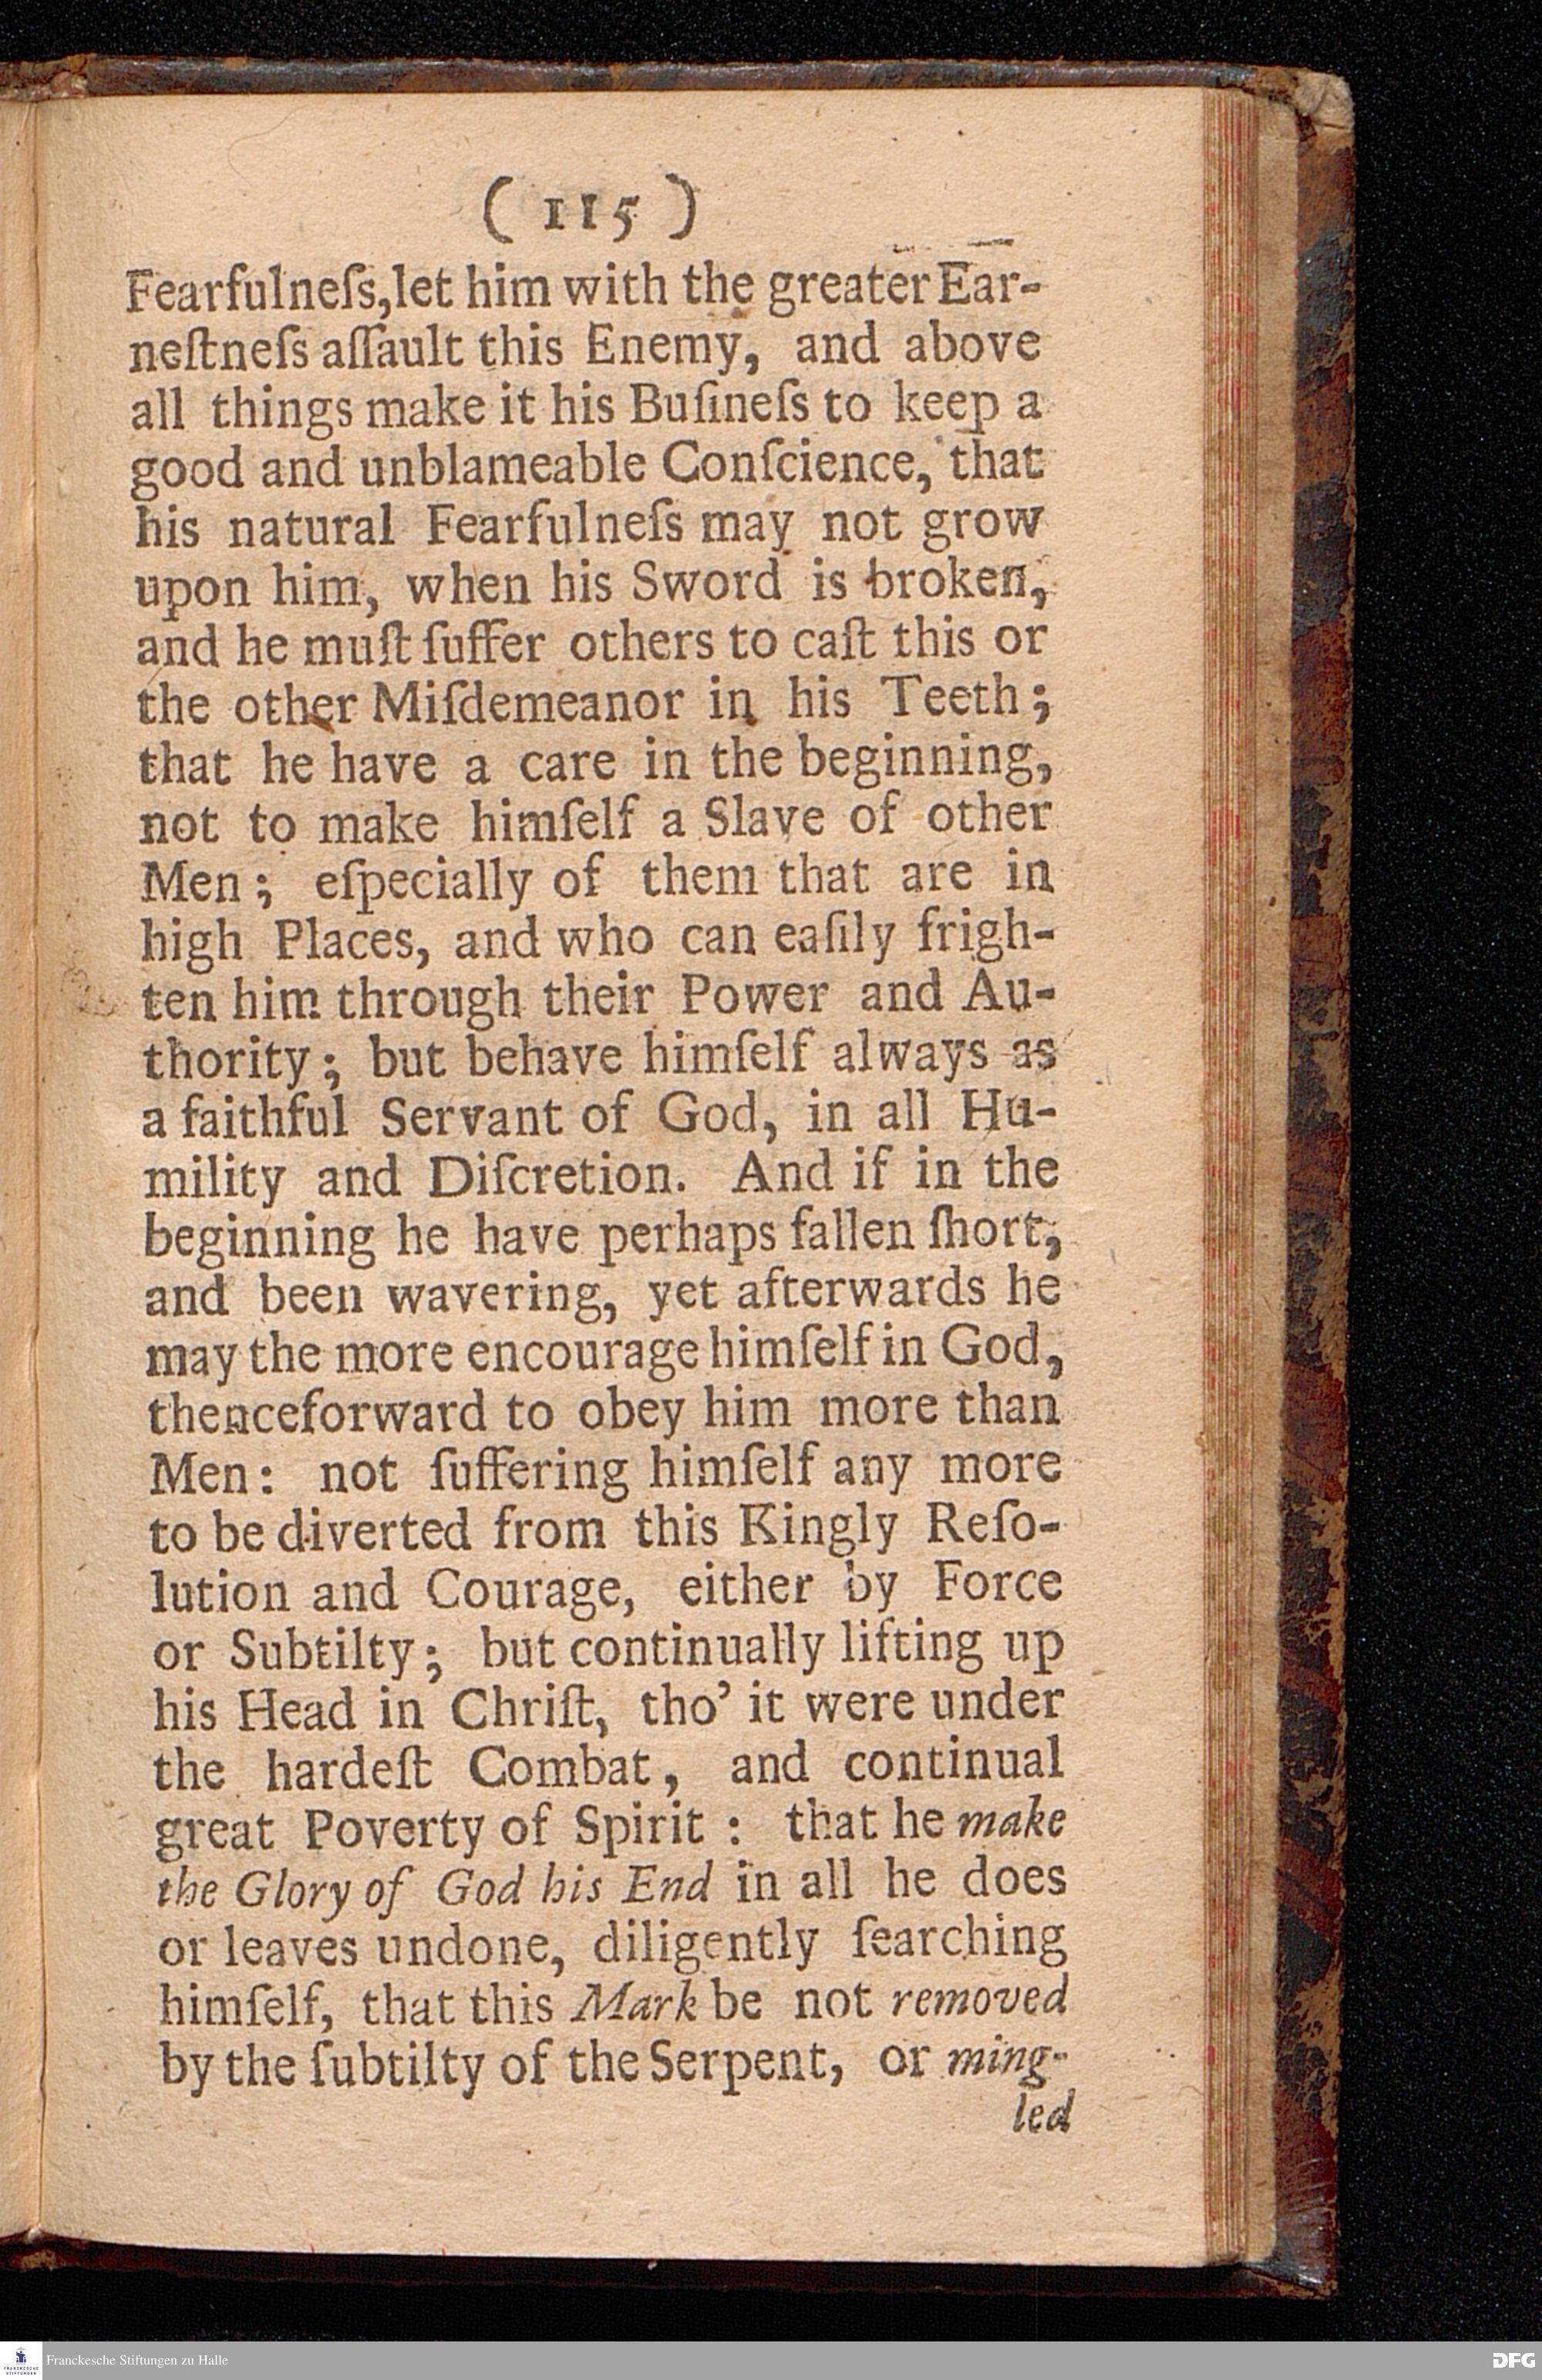 ( 115 )
Fearfulneſs, let him with the greater Ear-
neſtneſs aſſault this Enemy, and above
all things make it his Buſineſs to keep a
good and unblameable Conſcience, that
his natural Fearfulneſs may not grow
upon him, when his Sword is broken,
and he muſt ſuffer others to caſt this or
the other Miſdemeanor in his Teeth;
that he have a care in the beginning,
not to make himſelf a Slave of other
Men; eſpecially of them that are in
high Places, and who can eaſily frigh-
ten him through their Power and Au-
thority; but behave himſelf always as
a faithful Servant of God, in all Hu-
mility and Diſcretion. And if in the
beginning he have perhaps fallen ſhort,
and been wavering, yet afterwards he
may the more encourage himſelf in God,
thenceforward to obey him more than
Men: not ſuffering himſelf any more
to be diverted from this Kingly Reſo-
lution and Courage, either by Force
or Subtilty; but continually lifting up
his Head in Chriſt, tho' it were under
the hardeſt Combat, and continual
great Poverty of Spirit : that he make
the Glory of God his End in all he does
or leaves undone, diligently ſearching
himſelf, that this Mark be not removed
by the ſubtilty of the Serpent, or ming-
led
FRANCKESCHE STIFTUNGEN
Franckesche Stiftungen zu Halle
DFG